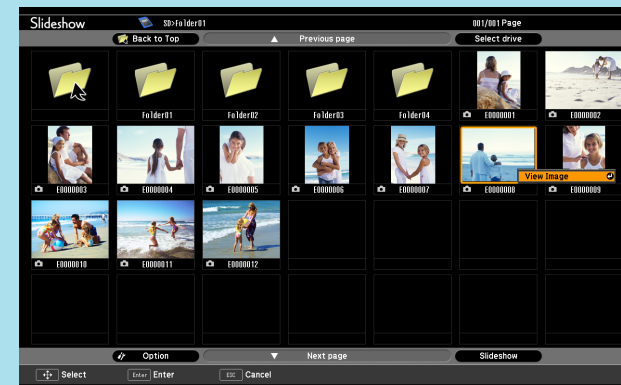 Slideshow SD>Folder01 001/001 Page
Back to Top Previous page Select drive
Folder01 Folder02 Folder03 Folder04 E0000001 E0000002
E0000003 E0000004 E0000005 E0000006 E0000007 E0000008 E0000009
View Image
E0000010 E0000011 E0000012
Option Next page Slideshow
Select Enter Enter ESC Cancel